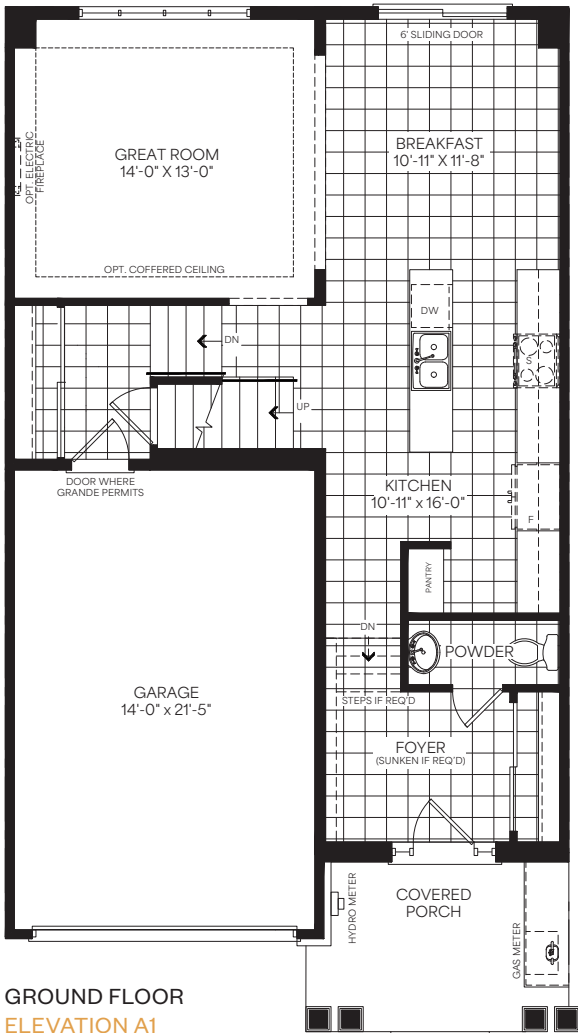 6' SLIDING DOOR
GREAT ROOM
14'-0" X 13'-0"
BREAKFAST
10'-11" X 11'-8"
OPT. ELECTRIC
FIREPLACE
OPT. COFFERED CEILING
DW
DN
S
UP
DOOR WHERE
GRANDE PERMITS
KITCHEN
10'-11" x 16'-0"
F
PANTRY
DN
POWDER
GARAGE
14'-0" x 21'-5"
STEPS IF REQ'D
FOYER
(SUNKEN IF REQ'D)
HYDRO METER
COVERED
PORCH
GAS METER
GROUND FLOOR
ELEVATION A1